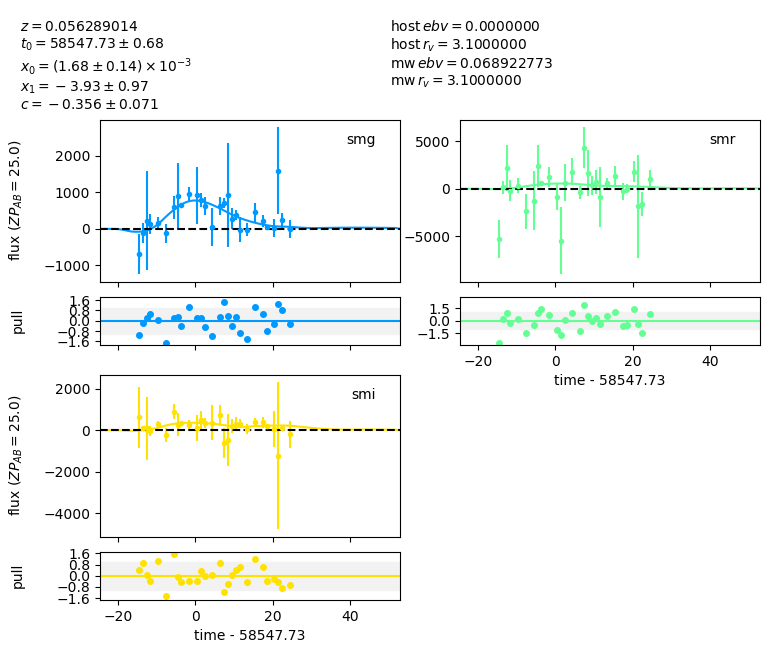 z = 0.056289014
t₀ = 58547.73 ± 0.68
x₀ = (1.68 ± 0.14) × 10⁻³
x₁ = −3.93 ± 0.97
c = −0.356 ± 0.071
host ebv = 0.0000000
host r_v = 3.1000000
mw ebv = 0.068922773
mw r_v = 3.1000000
smg
flux (ZP_AB = 25.0)
2000
1000
0
−1000
smr
5000
0
−5000
pull
1.6
0.8
0.0
−0.8
−1.6
1.5
0.0
−1.5
−20
0
20
40
time - 58547.73
smi
flux (ZP_AB = 25.0)
2000
0
−2000
−4000
pull
1.6
0.8
0.0
−0.8
−1.6
−20
0
20
40
time - 58547.73